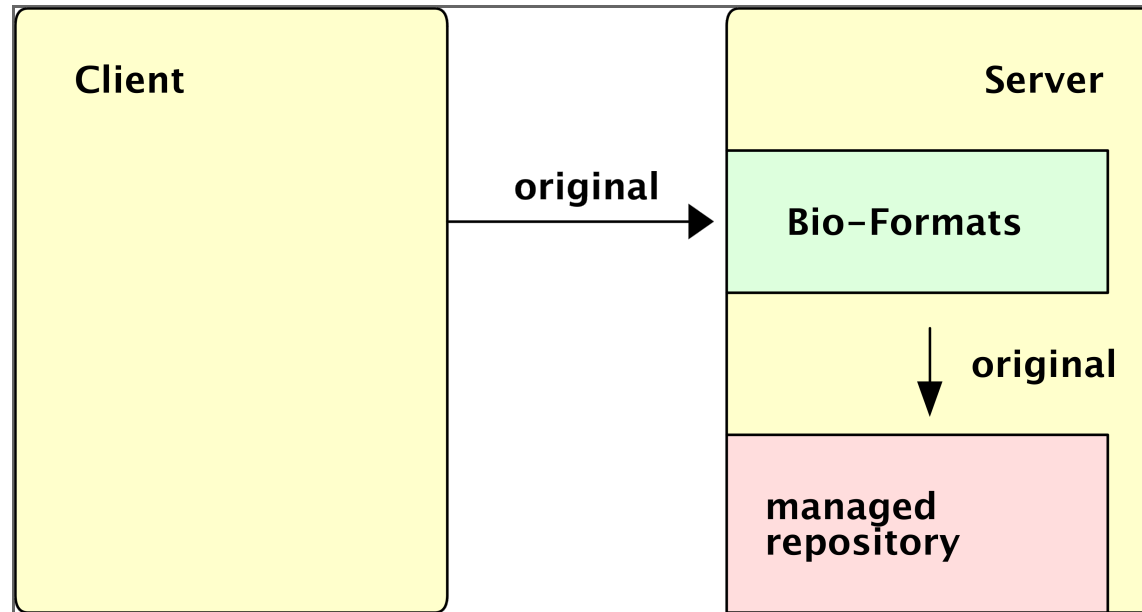 Client
Server
original
Bio-Formats
original
managed
repository